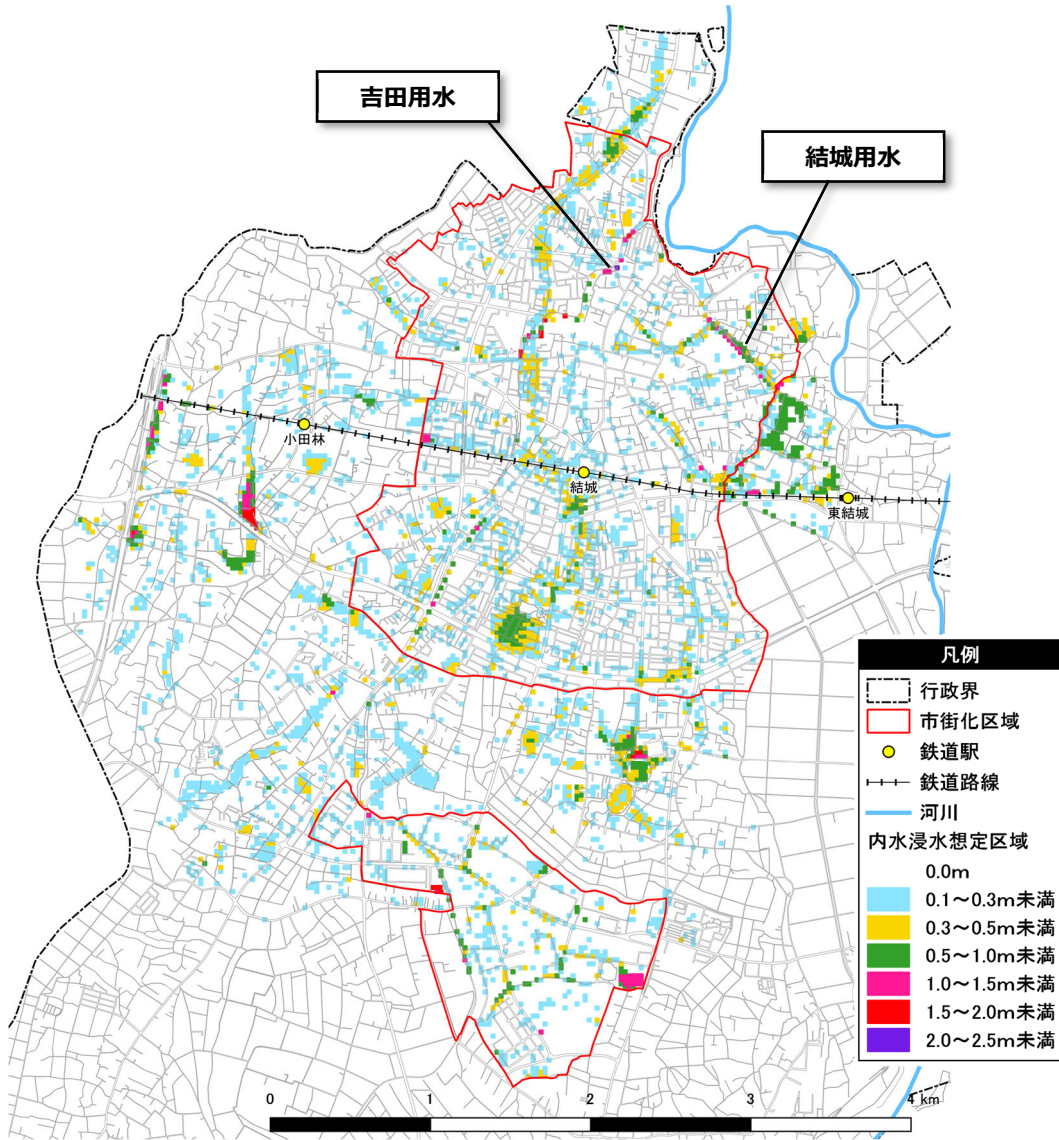 吉田用水
結城用水
小田林
結城
東結城
凡例
行政界
市街化区域
鉄道駅
鉄道路線
河川
内水浸水想定区域
0.0m
0.1～0.3m未満
0.3～0.5m未満
0.5～1.0m未満
1.0～1.5m未満
1.5～2.0m未満
2.0～2.5m未満
0 1 2 3 4 km